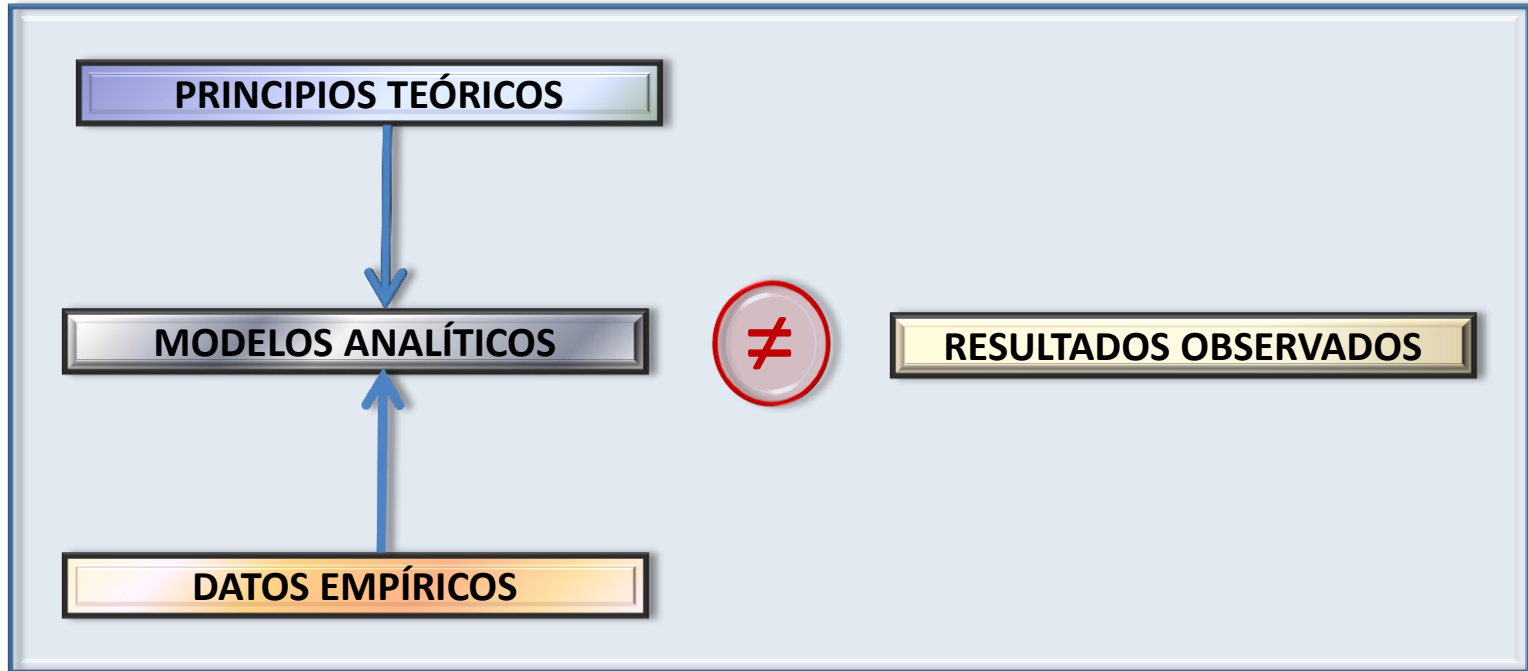 PRINCIPIOS TEÓRICOS
MODELOS ANALÍTICOS
≠
RESULTADOS OBSERVADOS
DATOS EMPÍRICOS